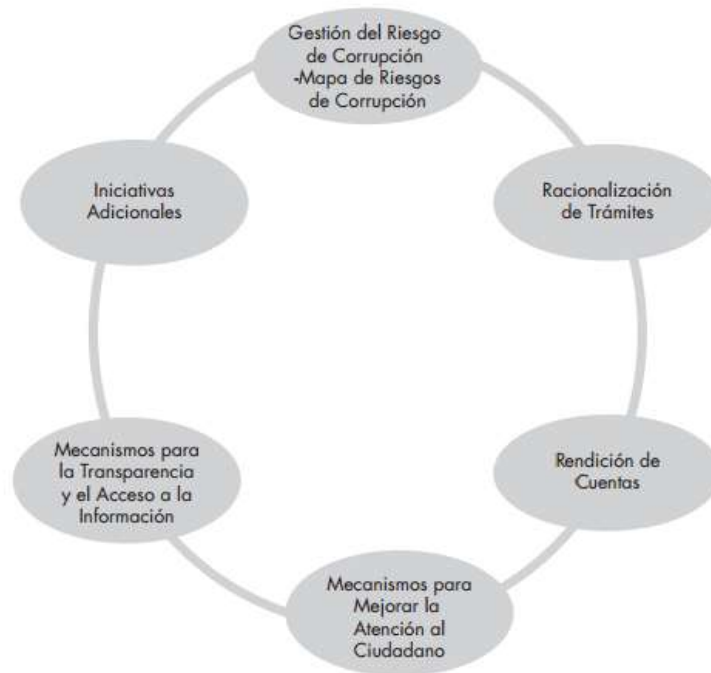 Gestión del Riesgo
de Corrupción
-Mapa de Riesgos
de Corrupción
Racionalización
de Trámites
Rendición de
Cuentas
Mecanismos para
Mejorar la
Atención al
Ciudadano
Mecanismos para
la Transparencia
y el Acceso a la
Información
Iniciativas
Adicionales